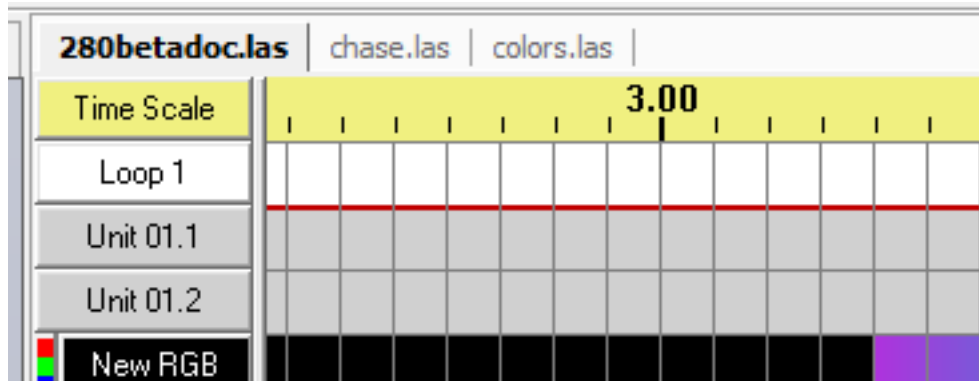 280betadoc.las chase.las colors.las
Time Scale 3.00
Loop 1
Unit 01.1
Unit 01.2
New RGB